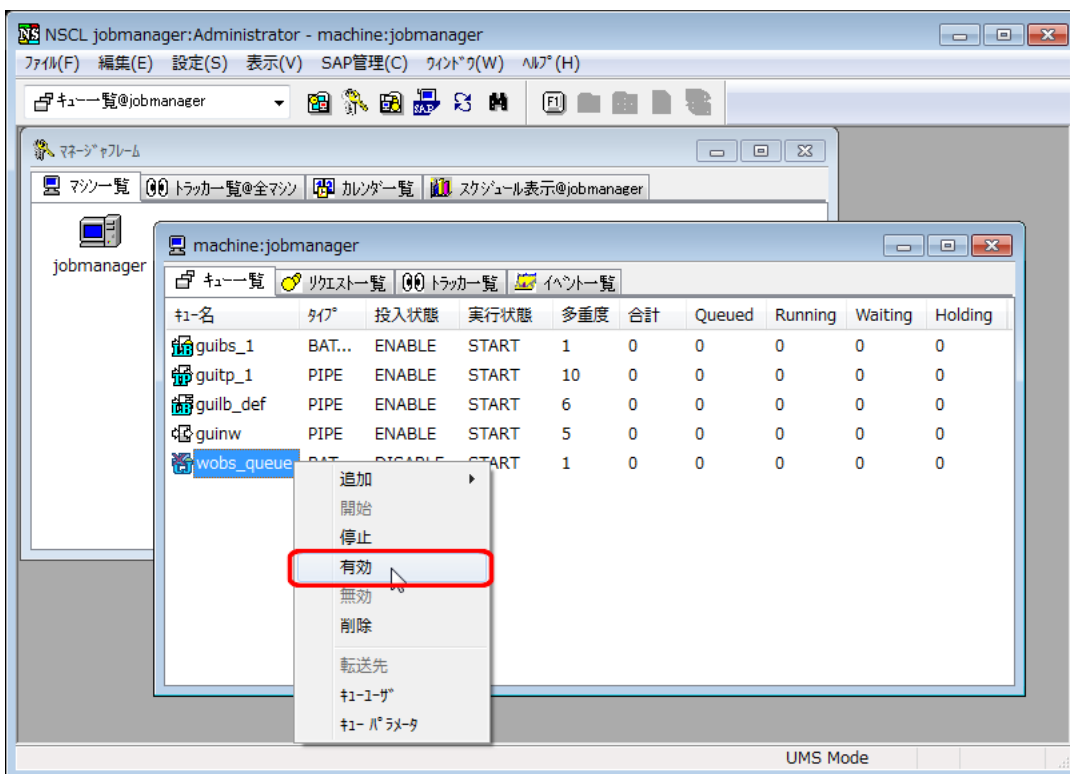 NSCL jobmanager:Administrator - machine:jobmanager
ﾌｧｲﾙ(F) 編集(E) 設定(S) 表示(V) SAP管理(C) ｳｨﾝﾄﾞｳ(W) ﾍﾙﾌﾟ(H)
キュー一覧@jobmanager
SAP
F1
ﾏﾈｰｼﾞｬﾌﾚｰﾑ
マシン一覧 トラッカ一覧@全マシン カレンダー一覧 スケジュール表示@jobmanager
jobmanager
machine:jobmanager
キュー一覧 リクエスト一覧 トラッカ一覧 イベント一覧
ｷｭｰ名 ﾀｲﾌﾟ 投入状態 実行状態 多重度 合計 Queued Running Waiting Holding
guibs_1 BAT... ENABLE START 1 0 0 0 0 0
guitp_1 PIPE ENABLE START 10 0 0 0 0 0
guilb_def PIPE ENABLE START 6 0 0 0 0 0
guinw PIPE ENABLE START 5 0 0 0 0 0
wobs_queue BAT... DISABLE START 1 0 0 0 0 0
追加
開始
停止
有効
無効
削除
転送先
ｷｭｰﾕｰｻﾞ
ｷｭｰ ﾊﾟﾗﾒｰﾀ
UMS Mode